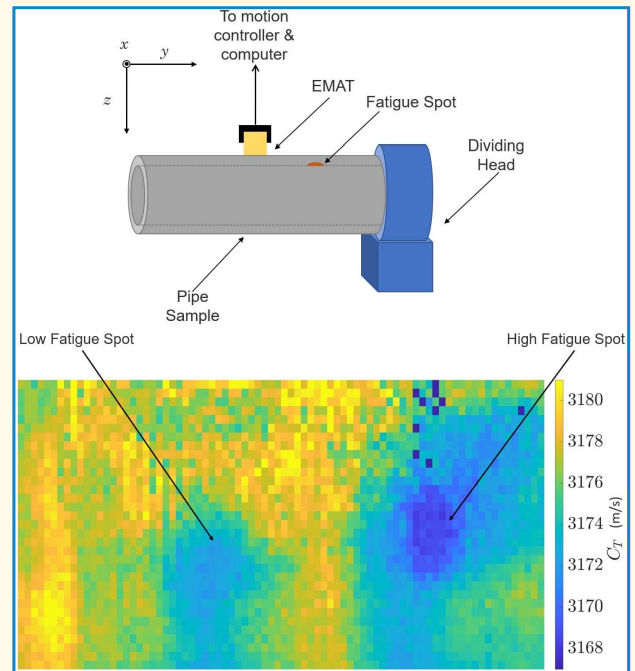 To motion
controller &
computer
x
y
z
EMAT
Fatigue Spot
Dividing
Head
Pipe
Sample
Low Fatigue Spot
High Fatigue Spot
3180
3178
3176
3174
3172
3170
3168
C_T (m/s)